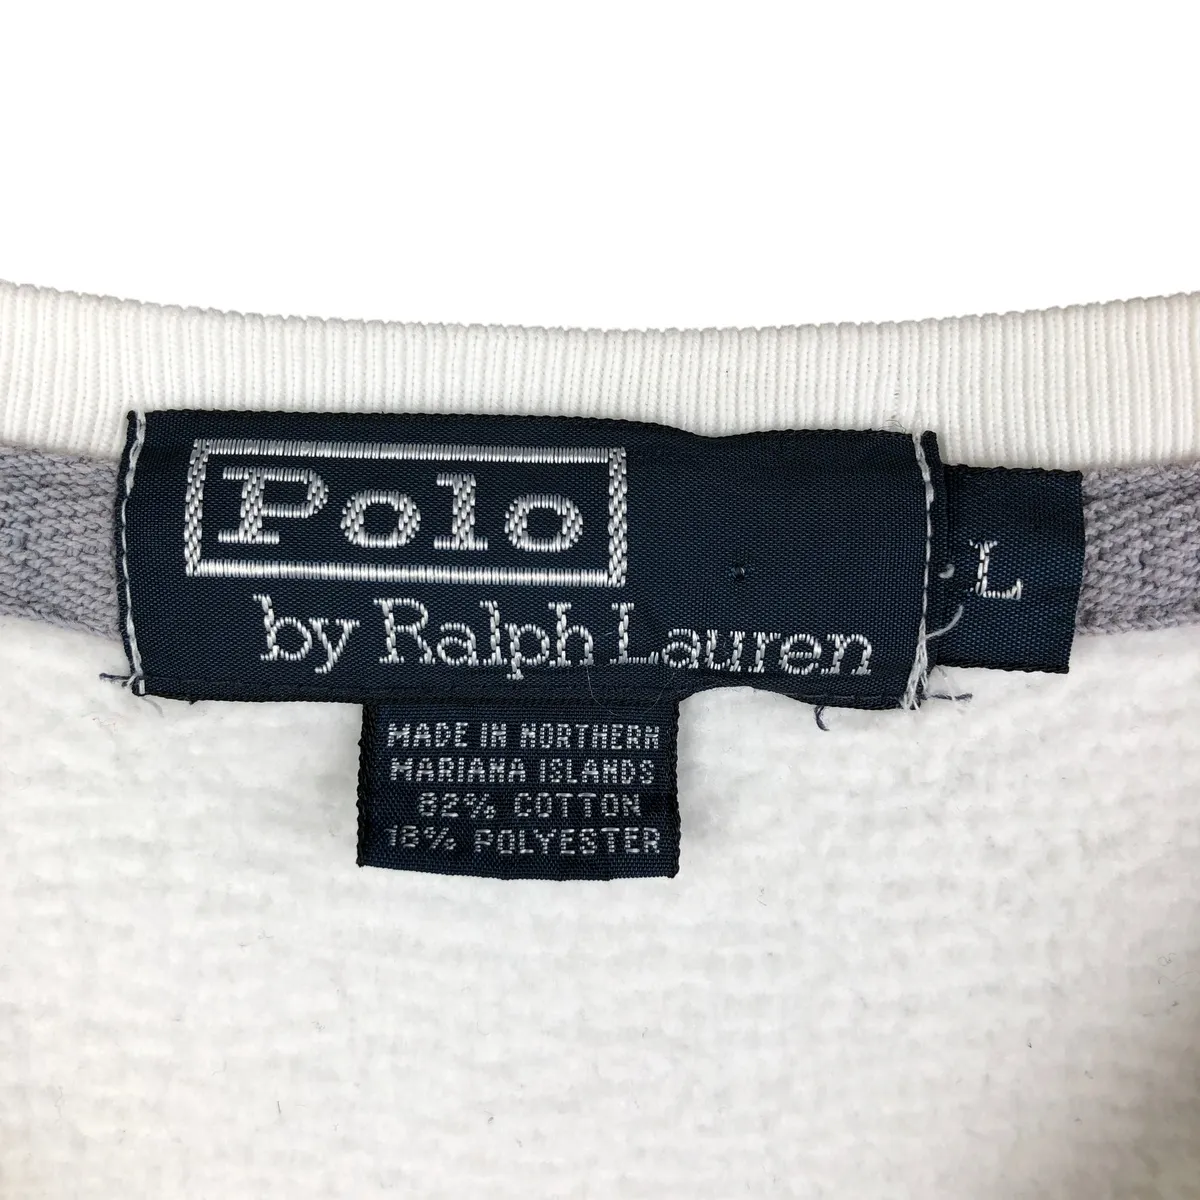 Polo
by Ralph Lauren
L
MADE IN NORTHERN
MARIANA ISLANDS
82% COTTON
18% POLYESTER